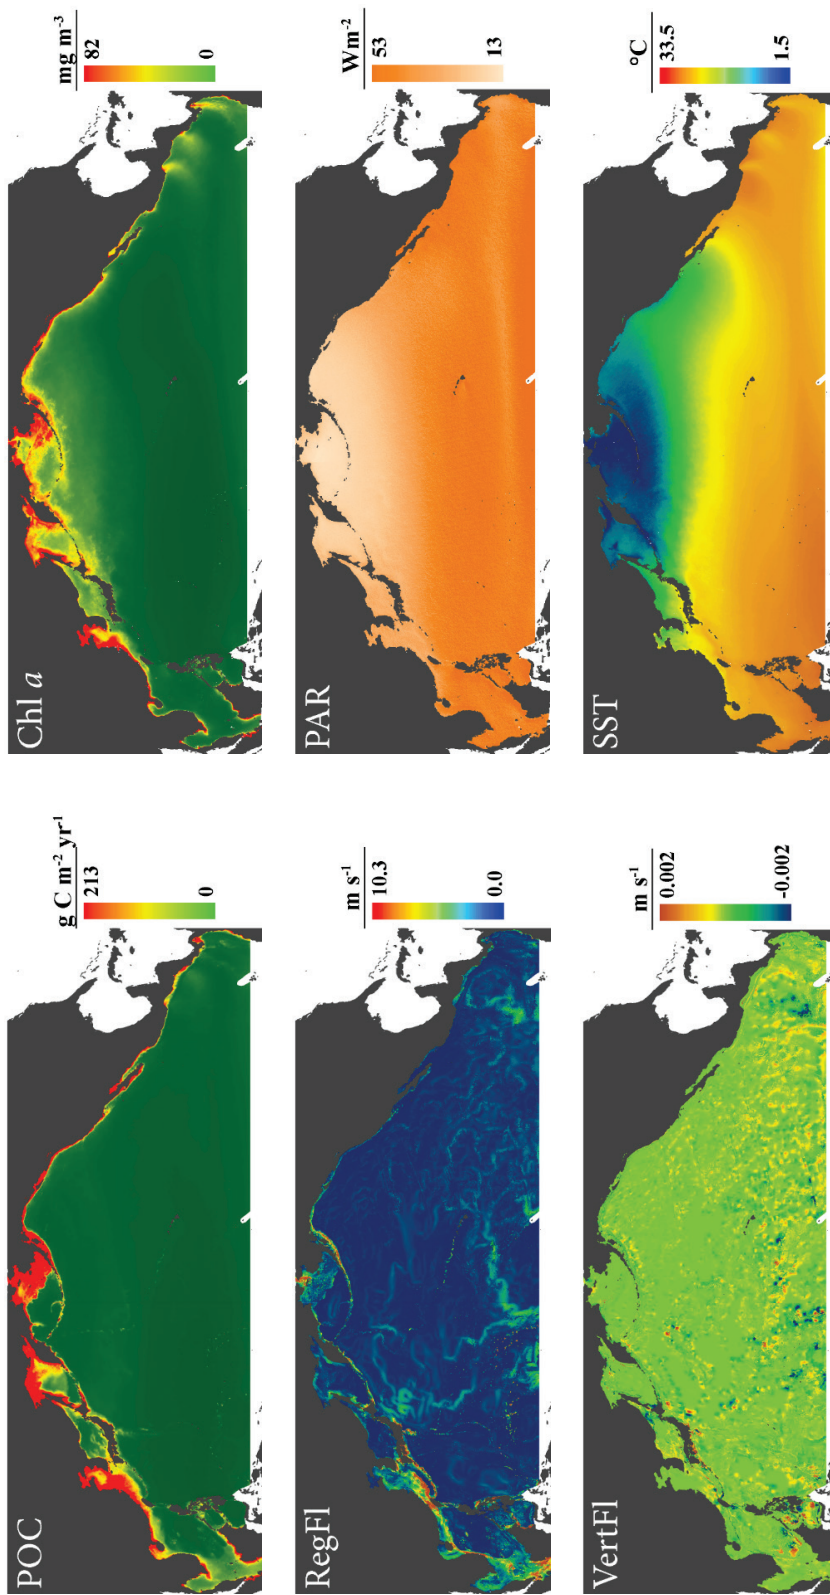 POC
g C m⁻² yr⁻¹
213
0
Chl a
mg m⁻³
82
0
RegFl
m s⁻¹
10.3
0.0
PAR
Wm⁻²
53
13
VertFl
m s⁻¹
0.002
-0.002
SST
°C
33.5
1.5